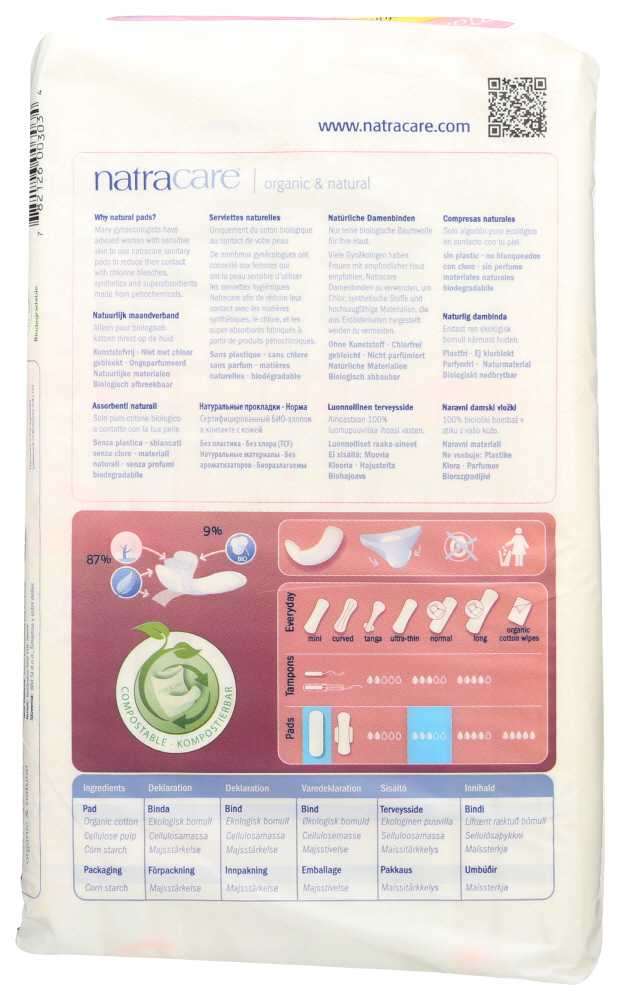 www.natracare.com
natracare | organic & natural
Why natural pads?
Many gynaecologists have
advised women with sensitive
skin to use natracare sanitary
pads to reduce their contact
with chlorine bleaches,
synthetics and superabsorbents
made from petrochemicals.
Natuurlijk maandverband
Alleen puur biologisch
katoen direct op de huid
Kunststofvrij · Niet met chloor
gebleekt · Ongeparfumeerd
Natuurlijke materialen
Biologisch afbreekbaar
Serviettes naturelles
Uniquement du coton biologique
au contact de votre peau.
De nombreux gynécologues ont
conseillé aux femmes qui
ont la peau sensible d'utiliser
les serviettes hygiéniques
Natracare afin de réduire leur
contact avec les matières
synthétiques, le chlore, et les
super-absorbants fabriqués à
partir de produits pétrochimiques.
Sans plastique · sans chlore
sans parfum · matières
naturelles · biodégradable
Natürliche Damenbinden
Nur reine biologische Baumwolle
für Ihre Haut.
Viele Gynäkologen haben
Frauen mit empfindlicher Haut
empfohlen, Natracare
Damenbinden zu verwenden, um
Chlor, synthetische Stoffe und
hochsaugfähige Materialien, die
aus Erdölderivaten hergestellt
werden zu vermeiden.
Ohne Kunststoff · Chlorfrei
gebleicht · Nicht parfümiert
Natürliche Materialien
Biologisch abbaubar
Compresas naturales
Solo algodón puro ecológico
en contacto con tu piel.
sin plastic · no blanqueados
con cloro · sin perfume
materiales naturales
biodegradable
Naturlig dambinda
Endast ren ekologisk
bomull närmast huden.
Plastfri · Ej klorblekt
Parfymfri · Naturmaterial
Biologiskt nedbrytbar
Assorbenti naturali
Solo puro cotone biologico
a contatto con la tua pelle.
Senza plastica · sbiancati
senza cloro · materiali
naturali · senza profumi
biodegradabile
Натуральные прокладки · Норма
Сертифицированный БИО-хлопок
в контакте с кожей
Без пластика · Без хлора (TCF)
Натуральные материалы · Без
ароматизаторов · Биоразлагаемы
Luonnollinen terveysside
Ainoastaan 100%
luomupuuvillaa ihoasi vasten.
Luonnolliset raaka-aineet
Ei sisällä: Muovia
Klooria · Hajusteita
Biohajoava
Naravni damski vložki
100% biološki bombaž v
stiku z vašo kožo.
Naravni materiali
Ne vsebuje: Plastike
Klora · Parfumov
Biorazgradljivi
87%
9%
BIO
COMPOSTABLE · KOMPOSTIERBAR
natracare
Everyday
mini
curved
tanga
ultra-thin
normal
long
organic
cotton wipes
Tampons
Pads
Ingredients Deklaration Deklaration Varedeklaration Sisältö Innihald
Pad Binda Bind Bind Terveysside Bindi
Organic cotton Ekologisk bomull Ekologisk bomull Økologisk bomuld Ekologinen puuvilla Lífrænt ræktuð bómull
Cellulose pulp Cellulosamassa Cellulosamassa Cellulosemasse Selluloosamassa Sellulósaþykkni
Corn starch Majsstärkelse Majsstärkelse Majsstivelse Maissitärkkelys Maissterkja
Packaging Förpackning Innpakning Emballage Pakkaus Umbúðir
Corn starch Majsstärkelse Majsstärkelse Majsstivelse Maissitärkkelys Maissterkja
7 82126 00303 4
Biodegradable
organic & natural